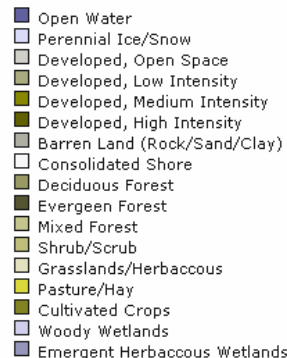 Open Water
Perennial Ice/Snow
Developed, Open Space
Developed, Low Intensity
Developed, Medium Intensity
Developed, High Intensity
Barren Land (Rock/Sand/Clay)
Consolidated Shore
Deciduous Forest
Evergeen Forest
Mixed Forest
Shrub/Scrub
Grasslands/Herbaccous
Pasture/Hay
Cultivated Crops
Woody Wetlands
Emergent Herbaccous Wetlands